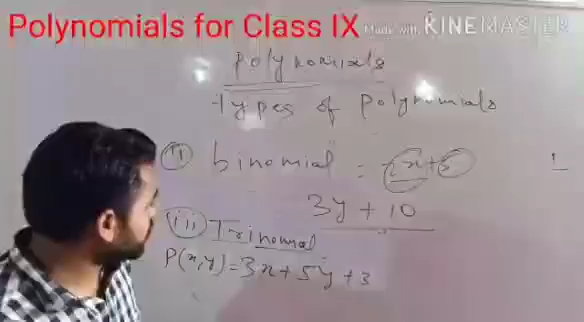 Polynomials for Class IX Made with KINEMASTER
Polynomials
Types of Polynomials
(ii) binomial = 2x+5
3y + 10
(iii) Trinomial
P(x,y)=3x+5y+3